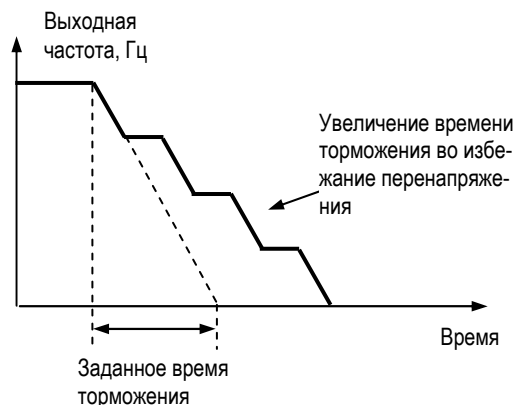 Выходная
частота, Гц
Увеличение времени
торможения во избе-
жание перенапряже-
ния
Время
Заданное время
торможения